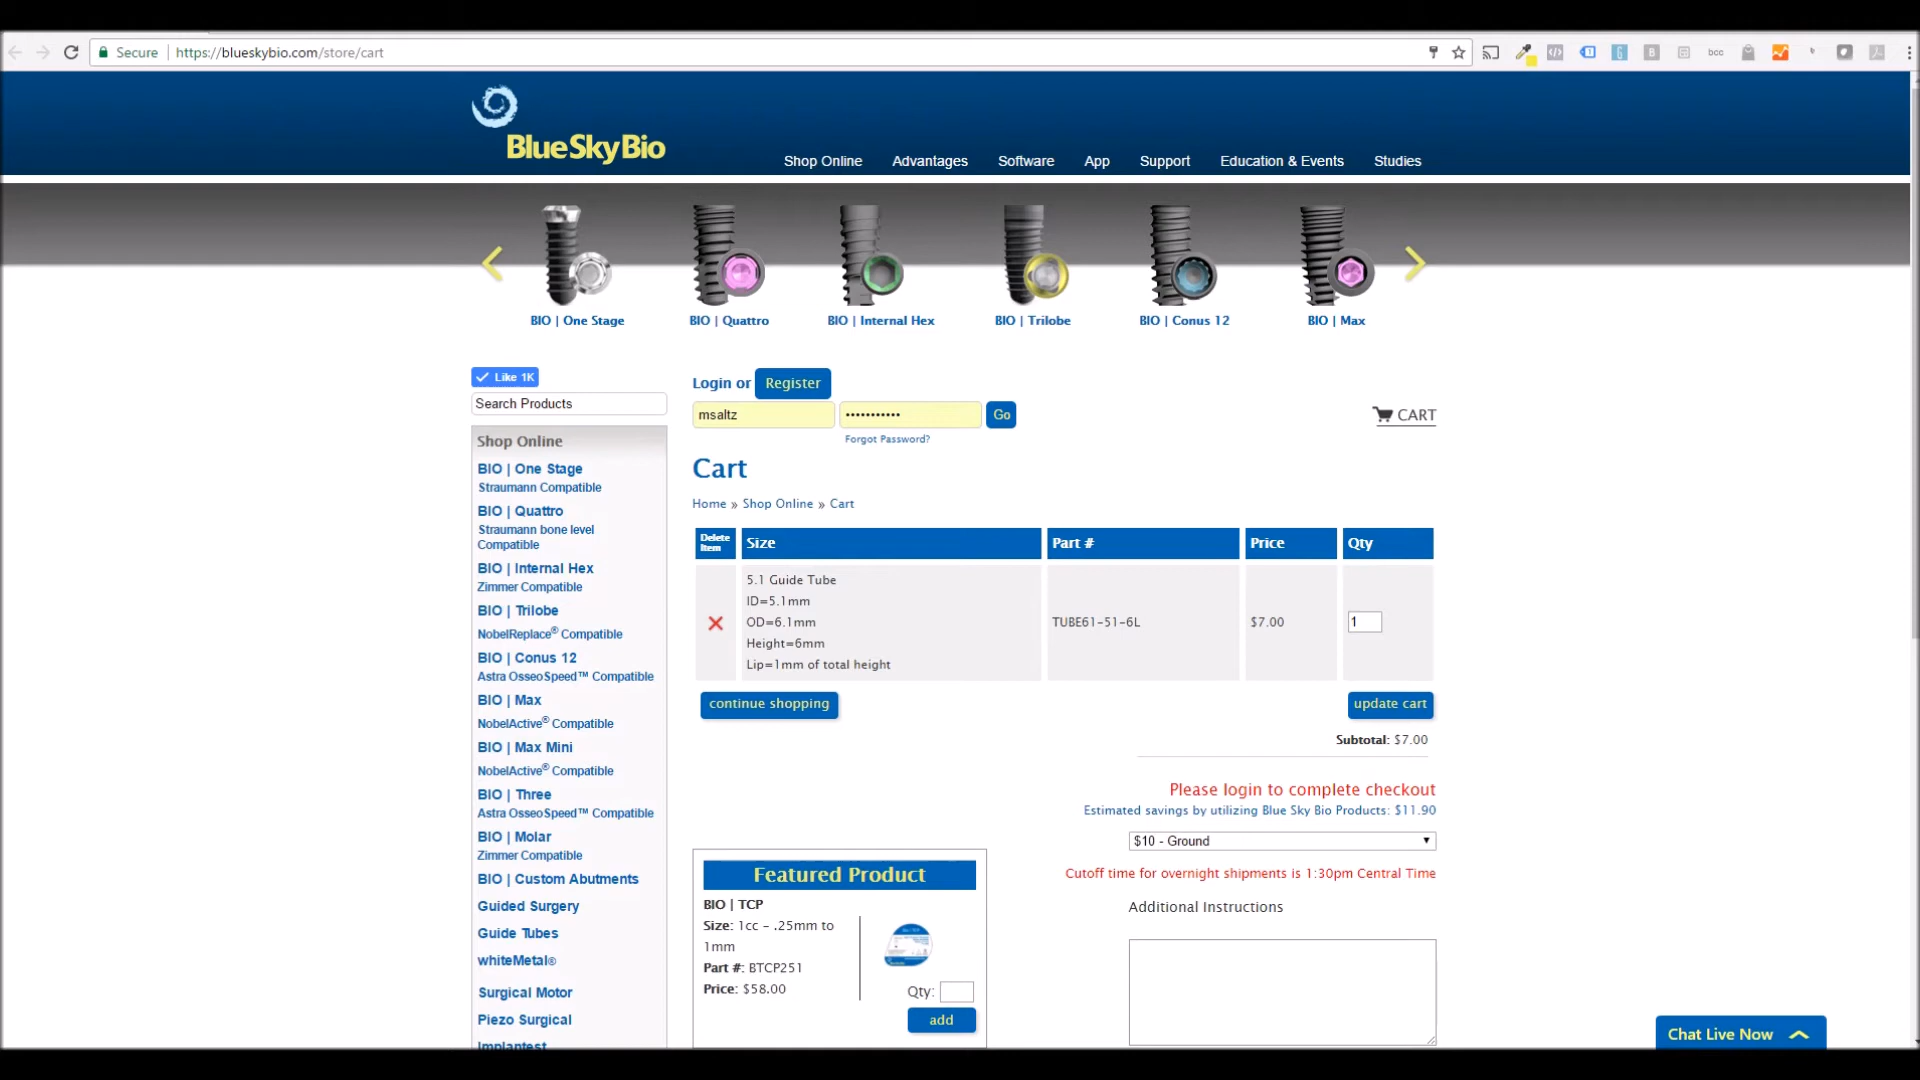 Secure https://blueskybio.com/store/cart
BlueSkyBio
Shop Online Advantages Software App Support Education & Events Studies
BIO | One Stage BIO | Quattro BIO | Internal Hex BIO | Trilobe BIO | Conus 12 BIO | Max
Like 1K
Search Products
Shop Online
BIO | One Stage
Straumann Compatible
BIO | Quattro
Straumann bone level
Compatible
BIO | Internal Hex
Zimmer Compatible
BIO | Trilobe
NobelReplace® Compatible
BIO | Conus 12
Astra OsseoSpeed™ Compatible
BIO | Max
NobelActive® Compatible
BIO | Max Mini
NobelActive® Compatible
BIO | Three
Astra OsseoSpeed™ Compatible
BIO | Molar
Zimmer Compatible
BIO | Custom Abutments
Guided Surgery
Guide Tubes
whiteMetal®
Surgical Motor
Piezo Surgical
Implantest
Login or Register
msaltz ••••••••••• Go
Forgot Password?
CART
Cart
Home » Shop Online » Cart
Delete Item Size Part # Price Qty
5.1 Guide Tube
ID=5.1mm
OD=6.1mm TUBE61-51-6L $7.00 1
Height=6mm
Lip=1mm of total height
continue shopping update cart
Subtotal: $7.00
Please login to complete checkout
Estimated savings by utilizing Blue Sky Bio Products: $11.90
$10 - Ground
Cutoff time for overnight shipments is 1:30pm Central Time
Additional Instructions
Featured Product
BIO | TCP
Size: 1cc - .25mm to
1mm
Part #: BTCP251
Price: $58.00
Qty:
add
Chat Live Now